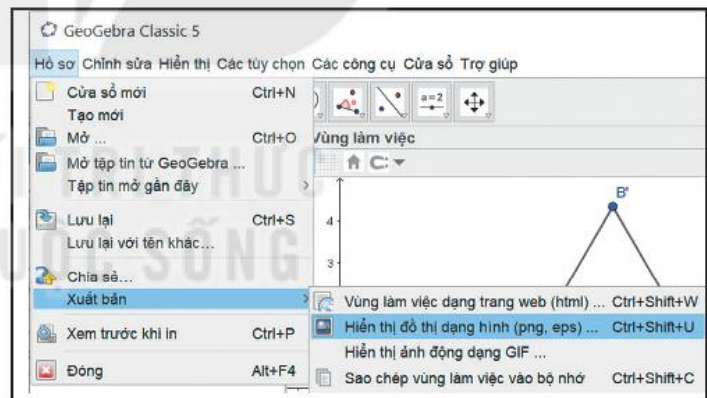 GeoGebra Classic 5
Hồ sơ Chỉnh sửa Hiển thị Các tùy chọn Các công cụ Cửa sổ Trợ giúp
Cửa sổ mới Ctrl+N
Tạo mới
Mở ... Ctrl+O
Mở tập tin từ GeoGebra ...
Tập tin mở gần đây
Lưu lại Ctrl+S
Lưu lại với tên khác...
Chia sẻ...
Xuất bản
Xem trước khi in Ctrl+P
Đóng Alt+F4
a=2
Vùng làm việc
B'
4
3
Vùng làm việc dạng trang web (html) ... Ctrl+Shift+W
Hiển thị đồ thị dạng hình (png, eps) ... Ctrl+Shift+U
Hiển thị ảnh động dạng GIF ...
Sao chép vùng làm việc vào bộ nhớ Ctrl+Shift+C
TRI THỨC
UỘC SỐNG